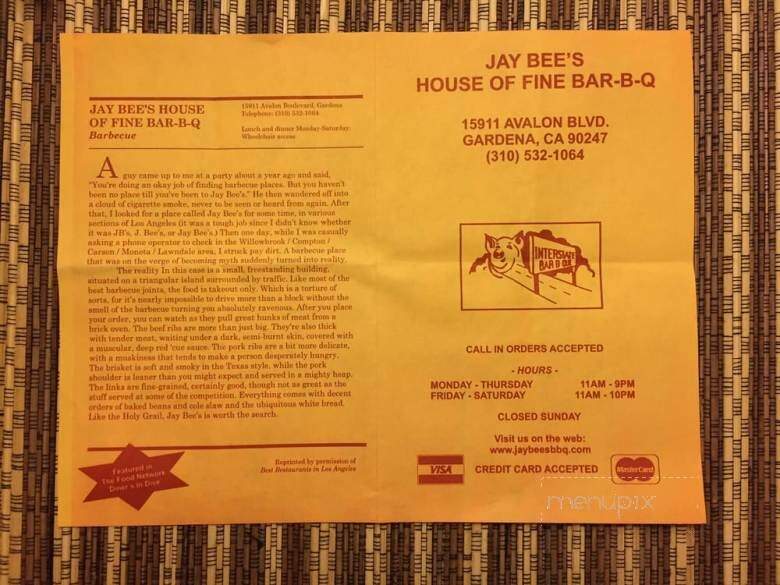 JAY BEE'S HOUSE
OF FINE BAR-B-Q
Barbecue
15911 Avalon Boulevard, Gardena
Telephone: (310) 532-1064
Lunch and dinner Monday-Saturday.
Wheelchair access.
A guy came up to me at a party about a year ago and said,
"You're doing an okay job of finding barbecue places. But you haven't
been no place till you've been to Jay Bee's." He then wandered off into
a cloud of cigarette smoke, never to be seen or heard from again. After
that, I looked for a place called Jay Bee's for some time, in various
sections of Los Angeles (it was a tough job since I didn't know whether
it was JB's, J. Bee's, or Jay Bee's.) Then one day, while I was casually
asking a phone operator to check in the Willowbrook / Compton /
Carson / Moneta / Lawndale area, I struck pay dirt. A barbecue place
that was on the verge of becoming myth suddenly turned into reality.
The reality In this case is a small, freestanding building,
situated on a triangular island surrounded by traffic. Like most of the
best barbecue joints, the food is takeout only. Which is a torture of
sorts, for it's nearly impossible to drive more than a block without the
smell of the barbecue turning you absolutely ravenous. After you place
your order, you can watch as they pull great hunks of meat from a
brick oven. The beef ribs are more than just big. They're also thick
with tender meat, waiting under a dark, semi-burnt skin, covered with
a muscular, deep red 'cue sauce. The pork ribs are a bit more delicate,
with a muskiness that tends to make a person desperately hungry.
The brisket is soft and smoky in the Texas style, while the pork
shoulder is leaner than you might expect and served in a mighty heap.
The links are fine-grained, certainly good, though not as great as the
stuff served at some of the competition. Everything comes with decent
orders of baked beans and cole slaw and the ubiquitous white bread.
Like the Holy Grail, Jay Bee's is worth the search.
Featured in
The Food Network
Diner's in Dive
Reprinted by permission of
Best Restaurants in Los Angeles
JAY BEE'S
HOUSE OF FINE BAR-B-Q
15911 AVALON BLVD.
GARDENA, CA 90247
(310) 532-1064
INTERSTATE
BAR B QUE
CALL IN ORDERS ACCEPTED
- HOURS -
MONDAY - THURSDAY 11AM - 9PM
FRIDAY - SATURDAY 11AM - 10PM
CLOSED SUNDAY
Visit us on the web:
www.jaybeesbbq.com
VISA CREDIT CARD ACCEPTED MasterCard
menupix